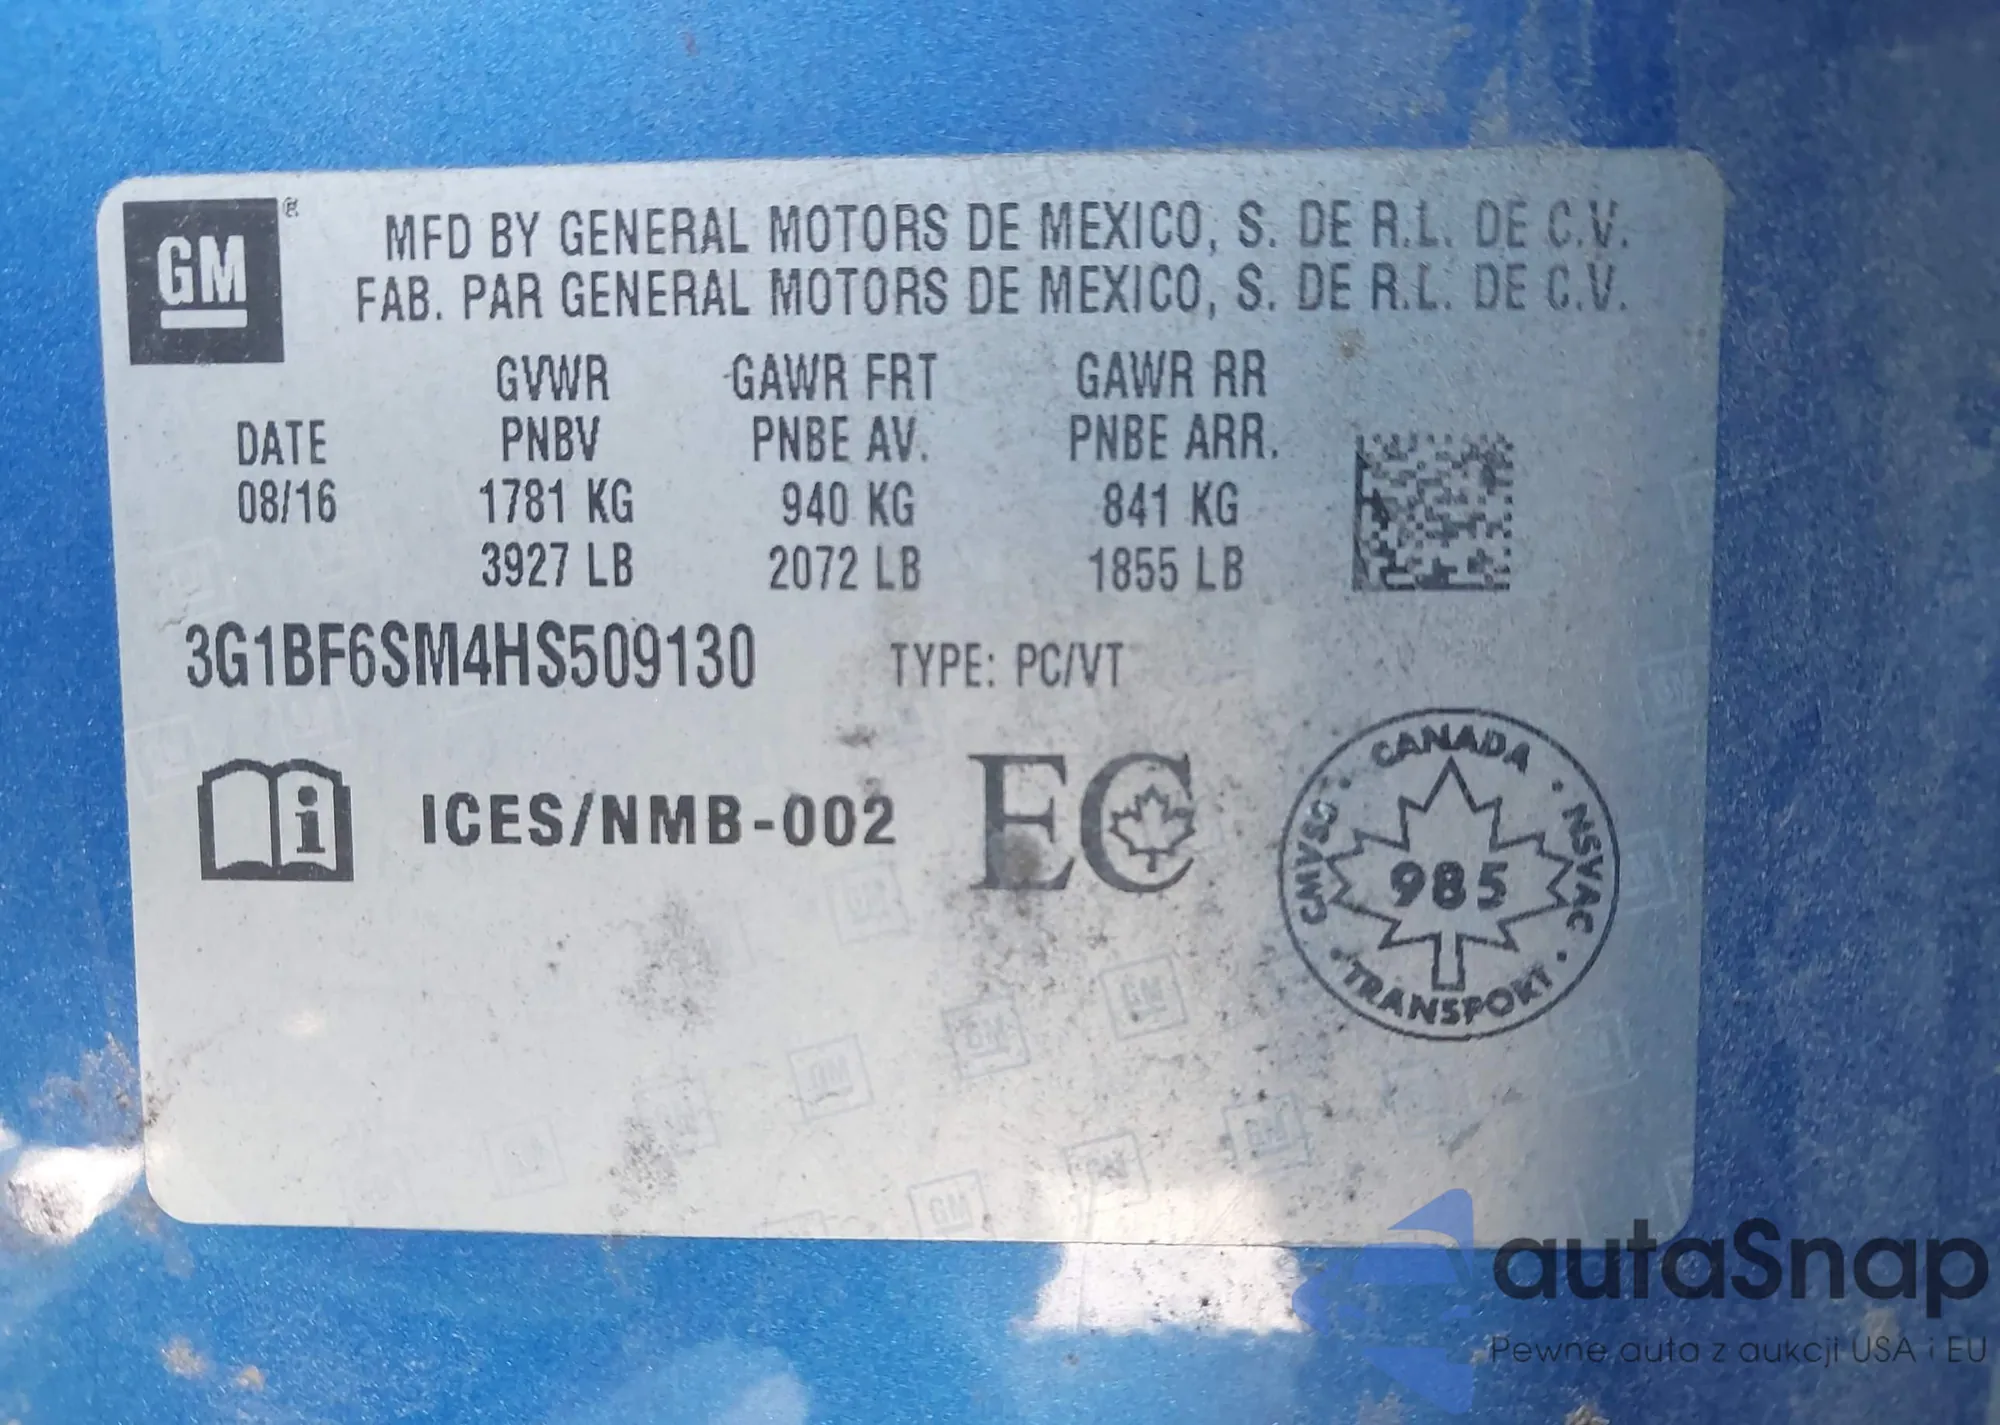 GM ®
MFD BY GENERAL MOTORS DE MEXICO, S. DE R.L. DE C.V.
FAB. PAR GENERAL MOTORS DE MEXICO, S. DE R.L. DE C.V.
GVWR GAWR FRT GAWR RR
DATE PNBV PNBE AV. PNBE ARR.
08/16 1781 KG 940 KG 841 KG
3927 LB 2072 LB 1855 LB
3G1BF6SM4HS509130 TYPE: PC/VT
i ICES/NMB-002 EC
CANADA
CMVSS
NSVAC
985
TRANSPORT
autaSnap
Pewne auta z aukcji USA i EU